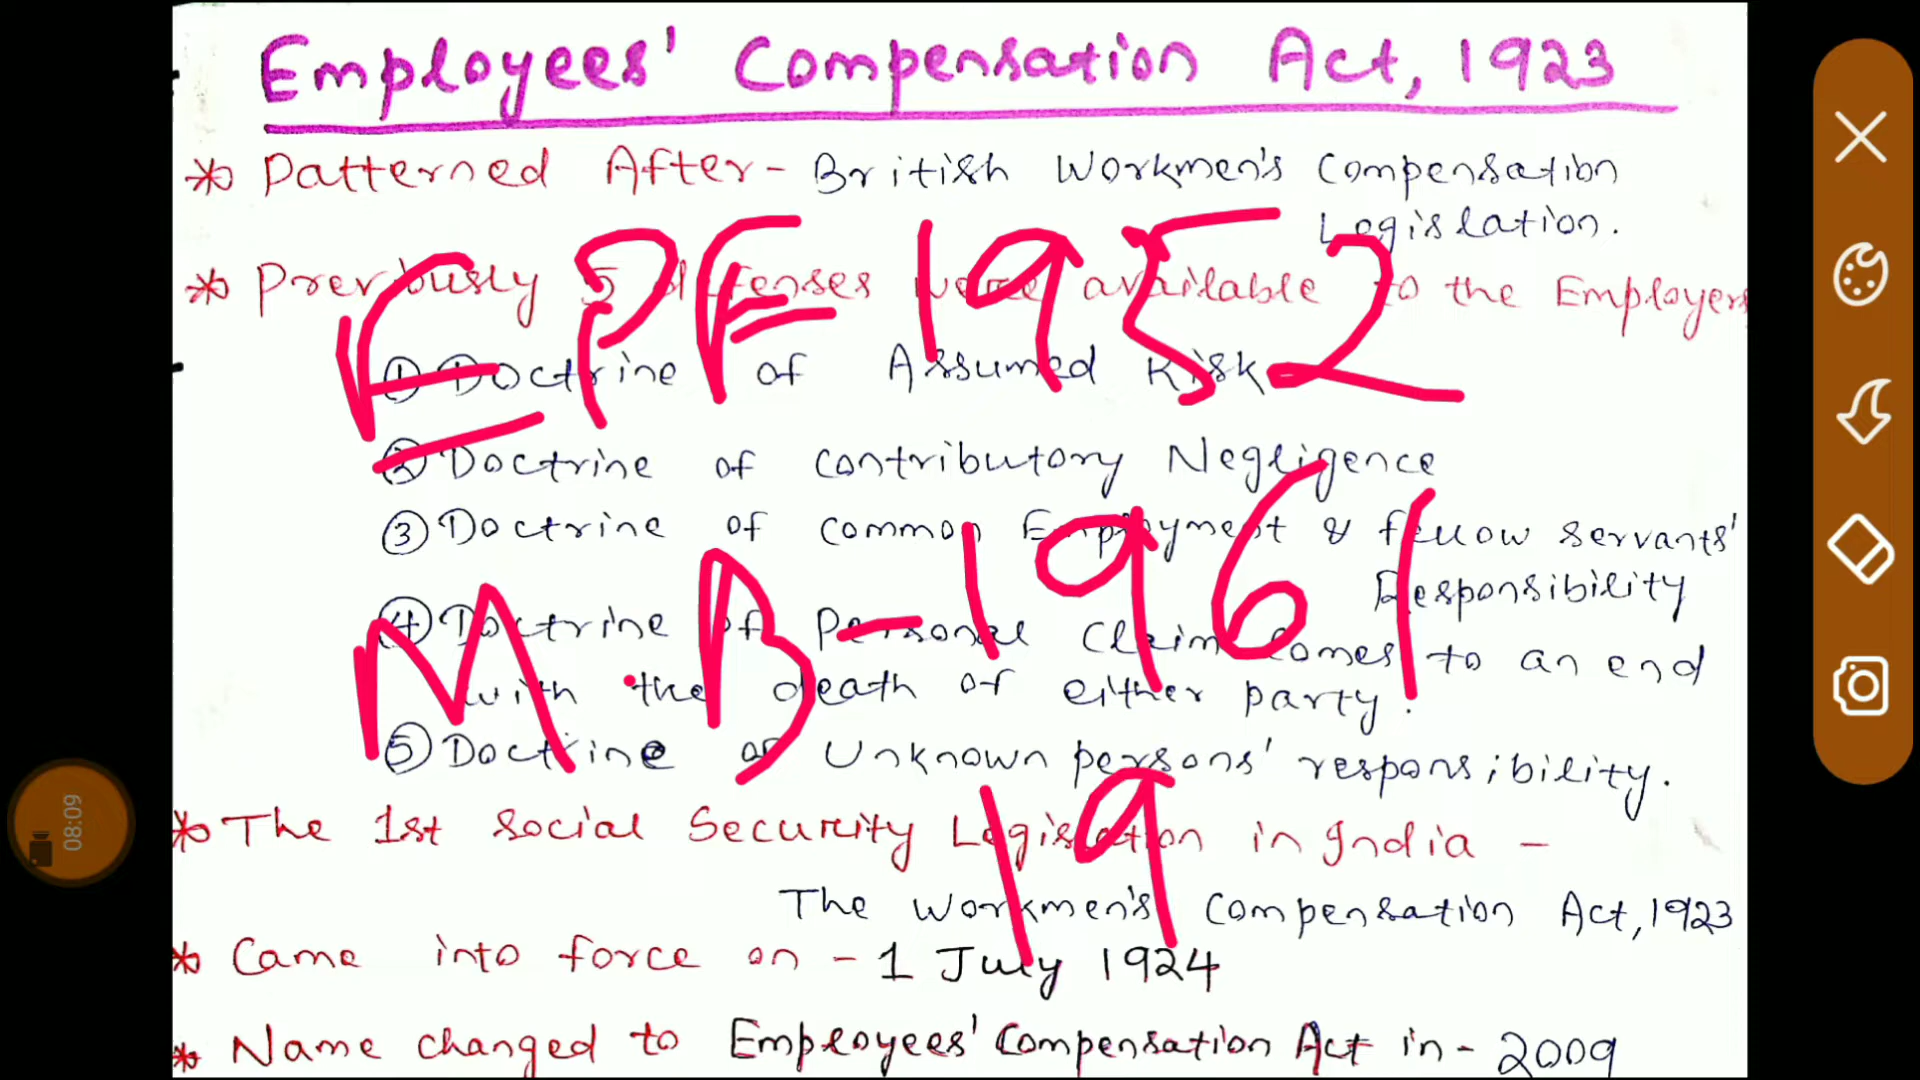 Employees' Compensation Act, 1923
* Patterned After - British Workmen's Compensation
Legislation.
* Previously 5 deffenses were available to the Employers
① Doctrine of Assumed Risk
② Doctrine of contributory Negligence
③ Doctrine of common Employment & fellow servants'
Responsibility
④ Doctrine of Personal Claim comes to an end
with the death of either party.
⑤ Doctrine of Unknown persons' responsibility.
* The 1st Social Security Legislation in India -
The Workmen's Compensation Act, 1923
* Came into force on - 1 July 1924
* Name changed to Employees' Compensation Act in - 2009
EPF 1952
MB - 1961
19
08:09